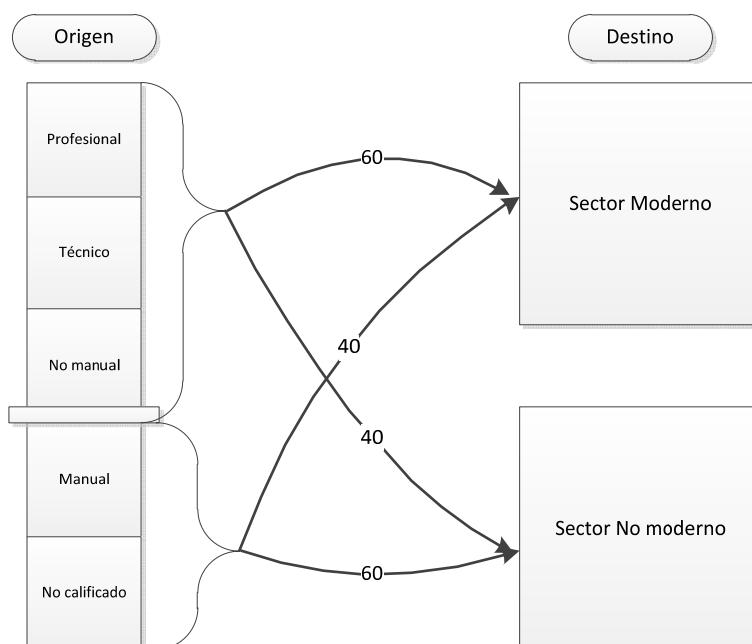 Origen
Destino
Profesional
60
Sector Moderno
Técnico
40
No manual
40
Manual
Sector No moderno
60
No calificado